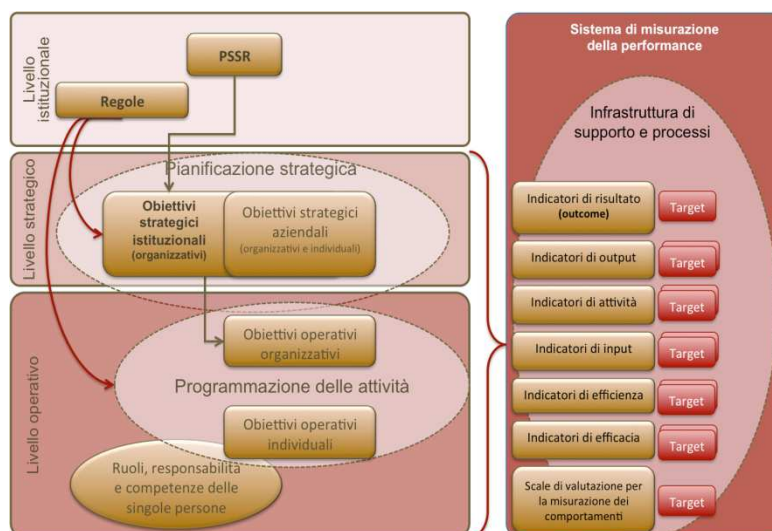 Livello
istituzionale
PSSR
Regole
Livello strategico
Pianificazione strategica
Obiettivi
strategici
istituzionali
(organizzativi)
Obiettivi strategici
aziendali
(organizzativi e individuali)
Livello operativo
Obiettivi operativi
organizzativi
Programmazione delle attività
Obiettivi operativi
individuali
Ruoli, responsabilità
e competenze delle
singole persone
Sistema di misurazione
della performance
Infrastruttura di
supporto e processi
Indicatori di risultato
(outcome)
Target
Indicatori di output
Target
Indicatori di attività
Target
Indicatori di input
Target
Indicatori di efficienza
Target
Indicatori di efficacia
Target
Scale di valutazione per
la misurazione dei
comportamenti
Target